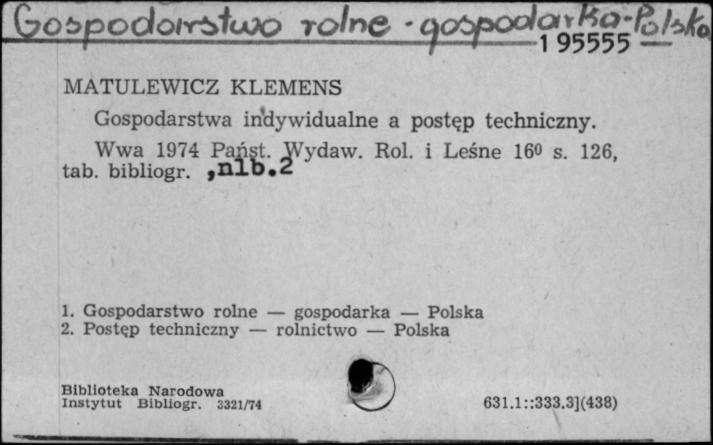 Gospodarstwo rolne - gospodarka - Polska
195555
MATULEWICZ KLEMENS
Gospodarstwa indywidualne a postęp techniczny.
Wwa 1974 Państ. Wydaw. Rol. i Leśne 16⁰ s. 126,
tab. bibliogr. ,nlb.2
1. Gospodarstwo rolne — gospodarka — Polska
2. Postęp techniczny — rolnictwo — Polska
Biblioteka Narodowa
Instytut Bibliogr. 3321/74
631.1::333.3](438)